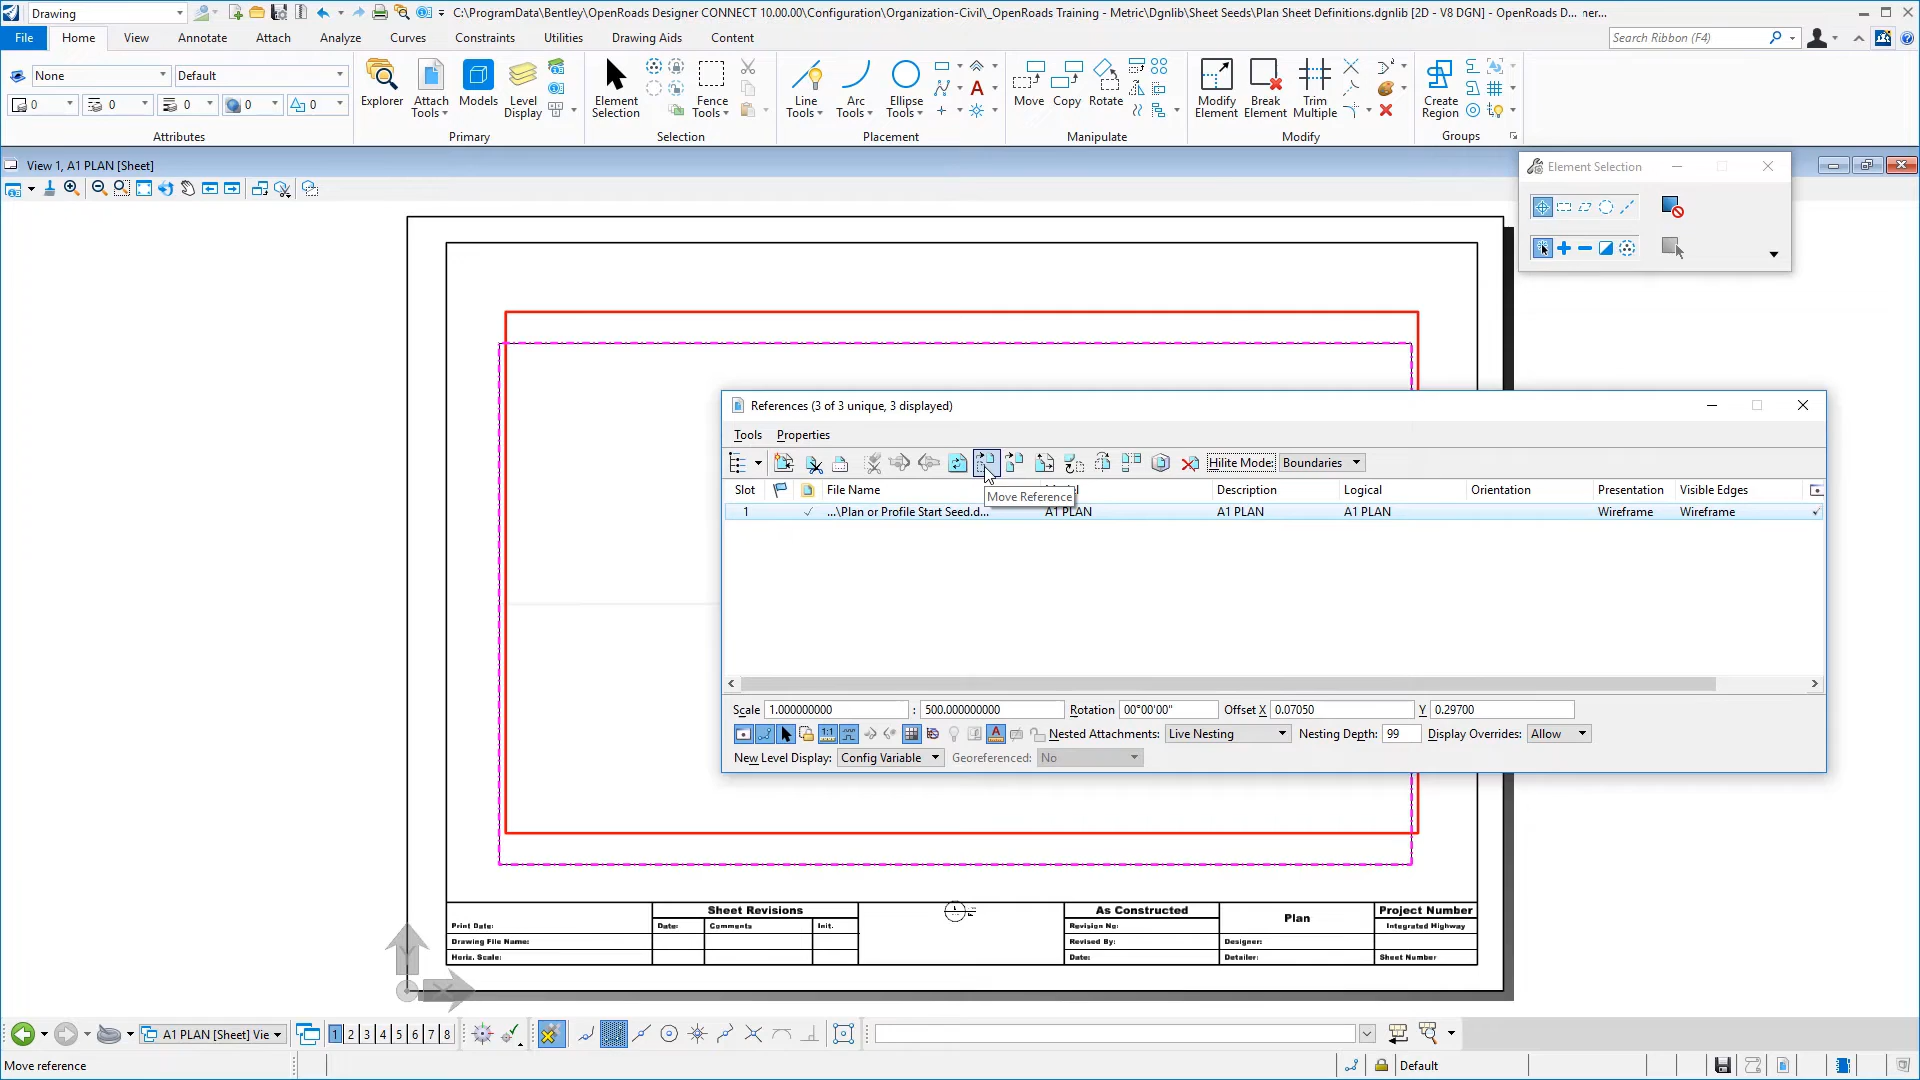 Drawing
C:\ProgramData\Bentley\OpenRoads Designer CONNECT 10.00.00\Configuration\Organization-Civil\_OpenRoads Training - Metric\Dgnlib\Sheet Seeds\Plan Sheet Definitions.dgnlib [2D - V8 DGN] - OpenRoads D... ner...
File Home View Annotate Attach Analyze Curves Constraints Utilities Drawing Aids Content
Search Ribbon (F4)
None Default
0 0 0 0 0
Explorer Attach Tools Models Level Display
Element Selection Fence Tools
Line Tools Arc Tools Ellipse Tools
Move Copy Rotate
Modify Element Break Element Trim Multiple
Create Region
Attributes Primary Selection Placement Manipulate Modify Groups
View 1, A1 PLAN [Sheet]
Element Selection
References (3 of 3 unique, 3 displayed)
Tools Properties
Hilite Mode: Boundaries
Slot File Name Description Logical Orientation Presentation Visible Edges
Move Reference
1 ...\Plan or Profile Start Seed.d... A1 PLAN A1 PLAN A1 PLAN Wireframe Wireframe
Scale 1.000000000 : 500.000000000 Rotation 00°00'00" Offset X 0.07050 Y 0.29700
1:1 Nested Attachments: Live Nesting Nesting Depth: 99 Display Overrides: Allow
New Level Display: Config Variable Georeferenced: No
Sheet Revisions As Constructed Plan Project Number
Print Date: Date: Comments Init. Revision No: Integrated Highway
Drawing File Name: Revised By: Designer:
Horiz. Scale: Date: Detailer: Sheet Number
A1 PLAN [Sheet] Vie 1 2 3 4 5 6 7 8
Move reference Default